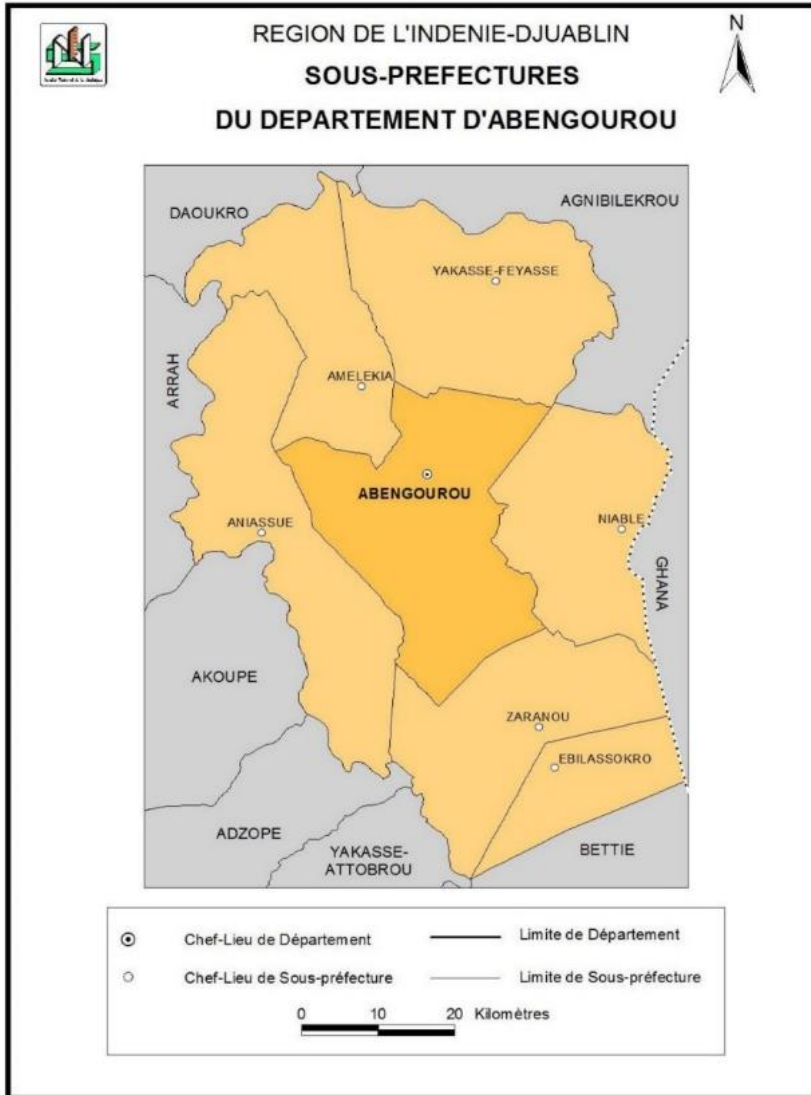 REGION DE L'INDENIE-DJUABLIN
N
SOUS-PREFECTURES
DU DEPARTEMENT D'ABENGOUROU
DAOUKRO
AGNIBILEKROU
YAKASSE-FEYASSE
ARRAH
AMELEKIA
ABENGOUROU
ANIASSUE
NIABLE
GHANA
AKOUPE
ZARANOU
EBILASSOKRO
ADZOPE
YAKASSE-
ATTOBROU
BETTIE
Chef-Lieu de Département
Limite de Département
Chef-Lieu de Sous-préfecture
Limite de Sous-préfecture
0 10 20 Kilomètres